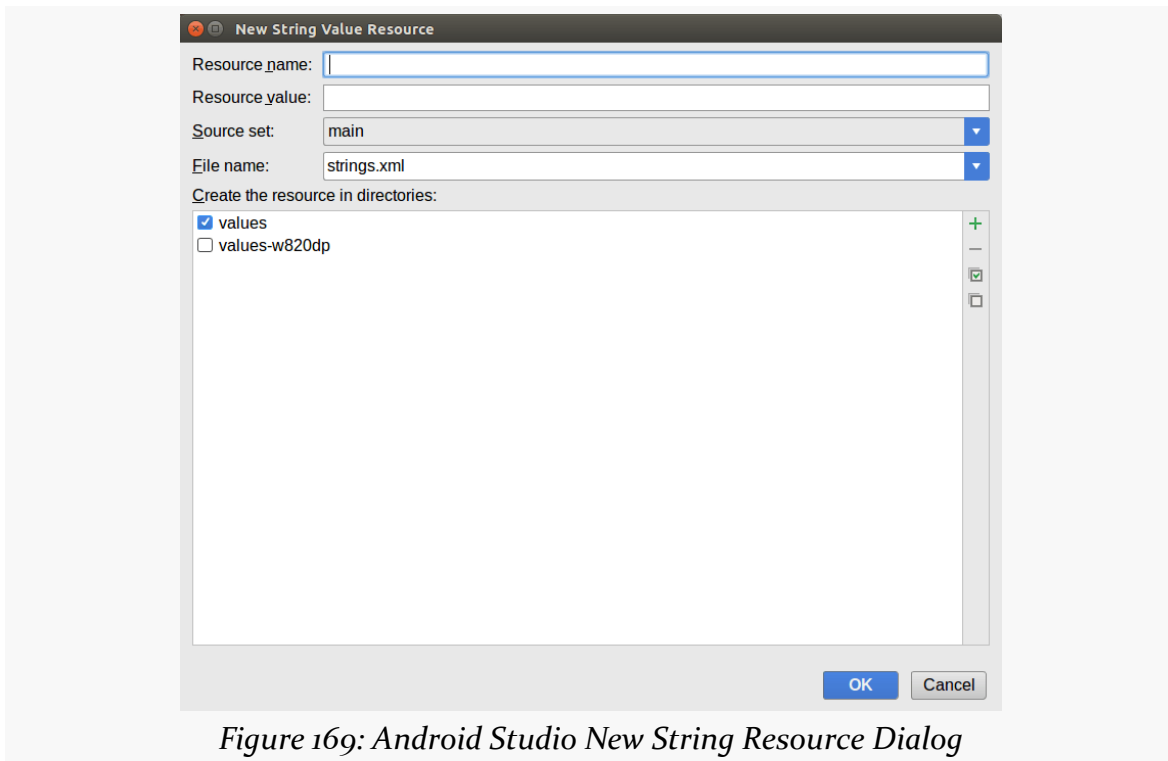 New String Value Resource
Resource name:
Resource value:
Source set: main
File name: strings.xml
Create the resource in directories:
values
values-w820dp
OK Cancel
Figure 169: Android Studio New String Resource Dialog